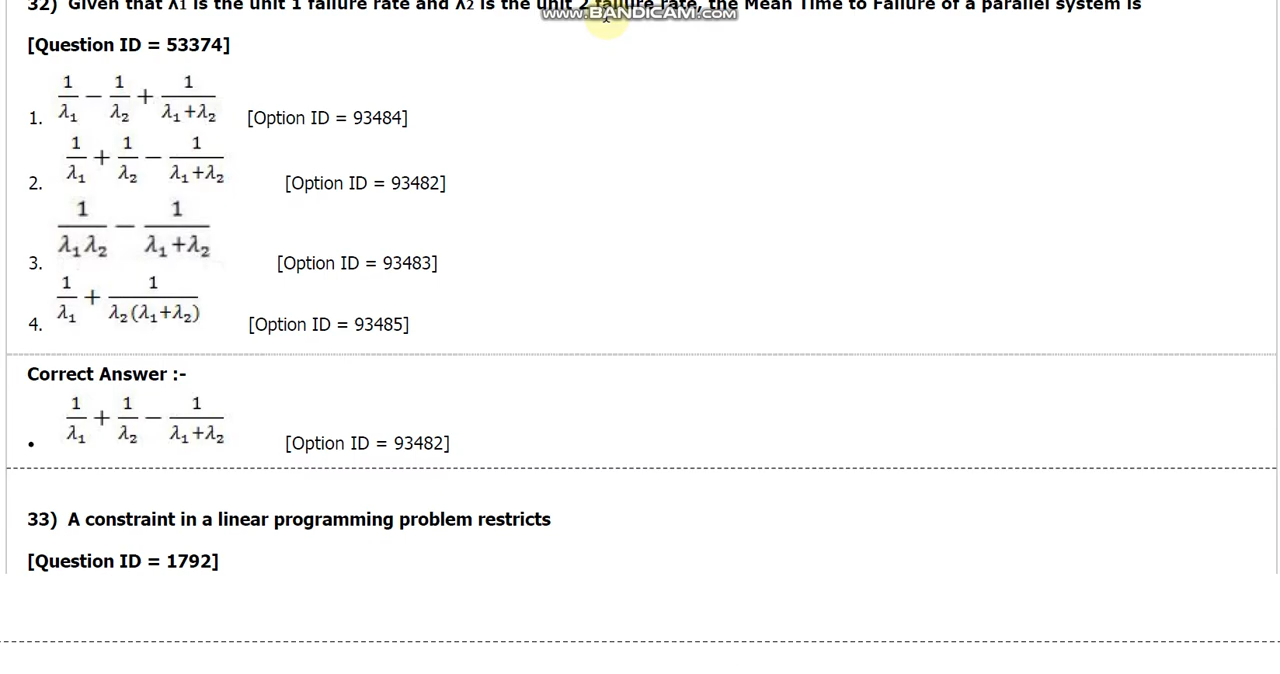 32) Given that λ1 is the unit 1 failure rate and λ2 is the unit 2 failure rate, the Mean Time to Failure of a parallel system is
www.BANDICAM.com
[Question ID = 53374]
1. 1/λ₁ − 1/λ₂ + 1/(λ₁+λ₂) [Option ID = 93484]
2. 1/λ₁ + 1/λ₂ − 1/(λ₁+λ₂) [Option ID = 93482]
3. 1/(λ₁λ₂) − 1/(λ₁+λ₂) [Option ID = 93483]
4. 1/λ₁ + 1/(λ₂(λ₁+λ₂)) [Option ID = 93485]
Correct Answer :-
• 1/λ₁ + 1/λ₂ − 1/(λ₁+λ₂) [Option ID = 93482]
33) A constraint in a linear programming problem restricts
[Question ID = 1792]